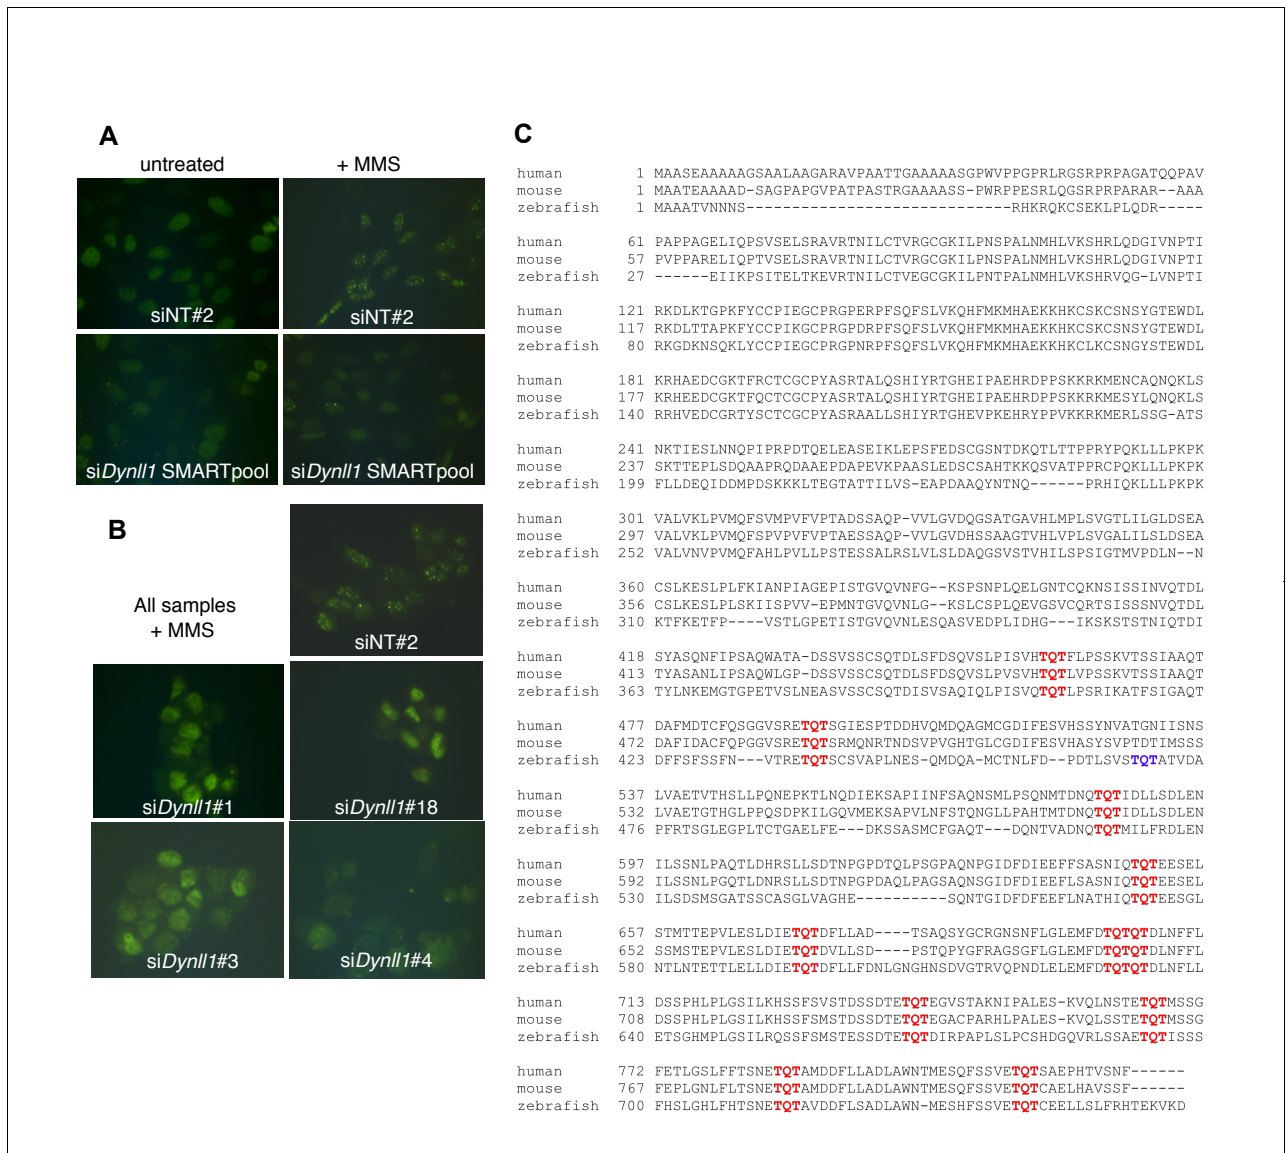 A
untreated
+ MMS
siNT#2
siNT#2
siDynll1 SMARTpool
siDynll1 SMARTpool
B
All samples
+ MMS
siNT#2
siDynll1#1
siDynll1#18
siDynll1#3
siDynll1#4
C
human 1 MAASEAAAAAGSAALAAGARAVPAATTGAAAAASGPWVPPGPRLRGSRPRPAGATQQPAV
mouse 1 MAATEAAAAD-SAGPAPGVPATPASTRGAAAASS-PWRPPESRLQGSRPRPARAR--AAA
zebrafish 1 MAAATVNNNS-----------------------------RHKRQKCSEKLPLQDR-----
human 61 PAPPAGELIQPSVSELSRAVRTNILCTVRGCGKILPNSPALNMHLVKSHRLQDGIVNPTI
mouse 57 PVPPARELIQPTVSELSRAVRTNILCTVRGCGKILPNSPALNMHLVKSHRLQDGIVNPTI
zebrafish 27 ------EIIKPSITELTKEVRTNILCTVEGCGKILPNTPALNMHLVKSHRVQG-LVNPTI
human 121 RKDLKTGPKFYCCPIEGCPRGPERPFSQFSLVKQHFMKMHAEKKHKCSKCSNSYGTEWDL
mouse 117 RKDLTTAPKFYCCPIKGCPRGPDRPFSQFSLVKQHFMKMHAEKKHKCSKCSNSYGTEWDL
zebrafish 80 RKGDKNSQKLYCCPIEGCPRGPNRPFSQFSLVKQHFMKMHAEKKHKCLKCSNGYSTEWDL
human 181 KRHAEDCGKTFRCTCGCPYASRTALQSHIYRTGHEIPAEHRDPPSKKRKMENCAQNQKLS
mouse 177 KRHEEDCGKTFQCTCGCPYASRTALQSHIYRTGHEIPAEHRDPPSKKRKMESYLQNQKLS
zebrafish 140 RRHVEDCGRTYSCTCGCPYASRAALLSHIYRTGHEVPKEHRYPPVKKRKMERLSSG-ATS
human 241 NKTIESLNNQPIPRPDTQELEASEIKLEPSFEDSCGSNTDKQTLTTPPRYPQKLLLPKPK
mouse 237 SKTTEPLSDQAAPRQDAAEPDAPEVKPAASLEDSCSAHTKKQSVATPPRCPQKLLLPKPK
zebrafish 199 FLLDEQIDDMPDSKKKLTEGTATTILVS-EAPDAAQYNTNQ------PRHIQKLLLPKPK
human 301 VALVKLPVMQFSVMPVFVPTADSSAQP-VVLGVDQGSATGAVHLMPLSVGTLILGLDSEA
mouse 297 VALVKLPVMQFSPVPVFVPTAESSAQP-VVLGVDHSSAAGTVHLVPLSVGALILSLDSEA
zebrafish 252 VALVNVPVMQFAHLPVLLPSTESSALRSLVLSLDAQGSVSTVHILSPSIGTMVPDLN--N
human 360 CSLKESLPLFKIANPIAGEPISTGVQVNFG--KSPSNPLQELGNTCQKNSISSINVQTDL
mouse 356 CSLKESLPLSKIISPVV-EPMNTGVQVNLG--KSLCSPLQEVGSVCQRTSISSSNVQTDL
zebrafish 310 KTFKETFP----VSTLGPETISTGVQVNLESQASVEDPLIDHG---IKSKSTSTNIQTDI
human 418 SYASQNFIPSAQWATA-DSSVSSCSQTDLSFDSQVSLPISVHTQTFLPSSKVTSSIAAQT
mouse 413 TYASANLIPSAQWLGP-DSSVSSCSQTDLSFDSQVSLPVSVHTQTLVPSSKVTSSIAAQT
zebrafish 363 TYLNKEMGTGPETVSLNEASVSSCSQTDISVSAQIQLPISVQTQTLPSRIKATFSIGAQT
human 477 DAFMDTCFQSGGVSRETQTSGIESPTDDHVQMDQAGMCGDIFESVHSSYNVATGNIISNS
mouse 472 DAFIDACFQPGGVSRETQTSRMQNRTNDSVPVGHTGLCGDIFESVHASYSVPTDTIMSSS
zebrafish 423 DFFSFSSFN---VTRETQTSCSVAPLNES-QMDQA-MCTNLFD--PDTLSVSTQTATVDA
human 537 LVAETVTHSLLPQNEPKTLNQDIEKSAPIINFSAQNSMLPSQNMTDNQTQTIDLLSDLEN
mouse 532 LVAETGTHGLPPQSDPKILGQVMEKSAPVLNFSTQNGLLPAHTMTDNQTQTIDLLSDLEN
zebrafish 476 PFRTSGLEGPLTCTGAELFE---DKSSASMCFGAQT---DQNTVADNQTQTMILFRDLEN
human 597 ILSSNLPAQTLDHRSLLSDTNPGPDTQLPSGPAQNPGIDFDIEEFFSASNIQTQTEESEL
mouse 592 ILSSNLPGQTLDNRSLLSDTNPGPDAQLPAGSAQNSGIDFDIEEFLSASNIQTQTEESEL
zebrafish 530 ILSDSMSGATSSCASGLVAGHE----------SQNTGIDFDFEEFLNATHIQTQTEESGL
human 657 STMTTEPVLESLDIETQTDFLLAD----TSAQSYGCRGNSNFLGLEMFDTQTQTDLNFFL
mouse 652 SSMSTEPVLESLDIETQTDVLLSD----PSTQPYGFRAGSGFLGLEMFDTQTQTDLNFFL
zebrafish 580 NTLNTETTLELLDIETQTDFLLFDNLGNGHNSDVGTRVQPNDLELEMFDTQTQTDLNFLL
human 713 DSSPHLPLGSILKHSSFSVSTDSSDTETQTEGVSTAKNIPALES-KVQLNSTETQTMSSG
mouse 708 DSSPHLPLGSILKHSSFSMSTDSSDTETQTEGACPARHLPALES-KVQLSSTETQTMSSG
zebrafish 640 ETSGHMPLGSILRQSSFSMSTESSDTETQTDIRPAPLSLPCSHDGQVRLSSAETQTISSS
human 772 FETLGSLFFTSNETQTAMDDFLLADLAWNTMESQFSSVETQTSAEPHTVSNF------
mouse 767 FEPLGNLFLTSNETQTAMDDFLLADLAWNTMESQFSSVETQTCAELHAVSSF------
zebrafish 700 FHSLGHLFHTSNETQTAVDDFLSADLAWN-MESHFSSVETQTCEELLSLFRHTEKVKD